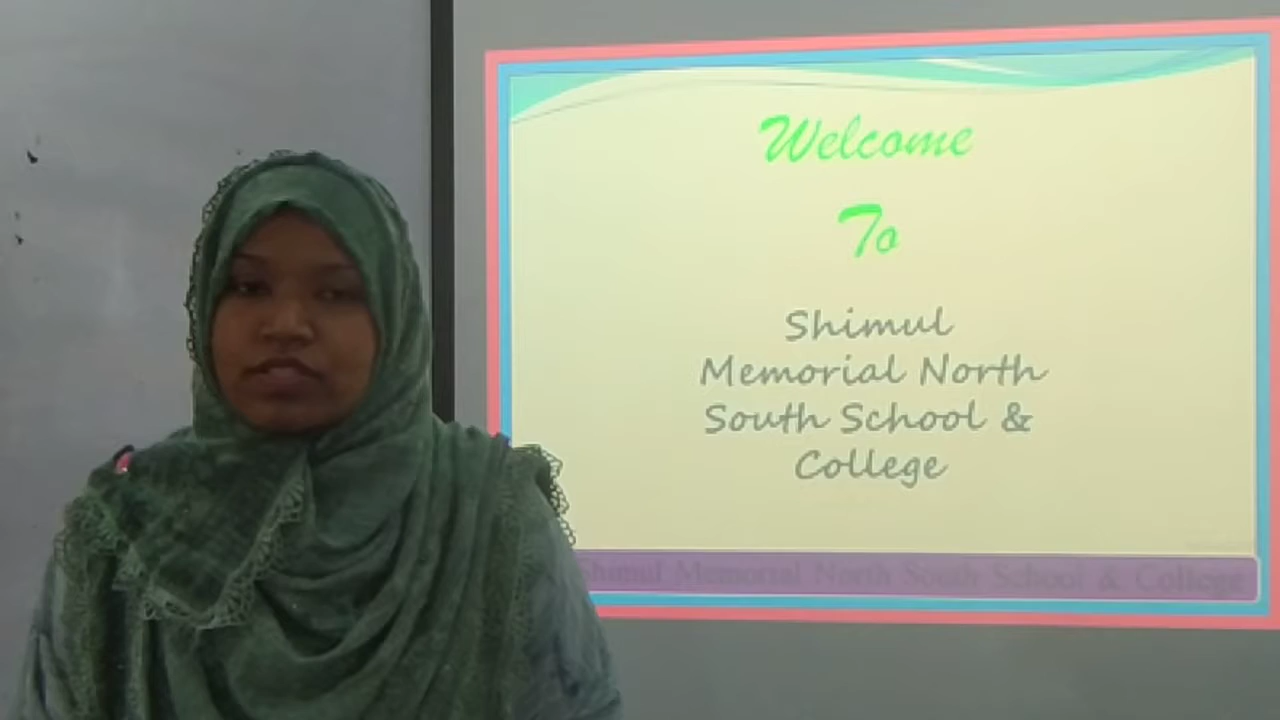 Welcome
To
Shimul
Memorial North
South School &
College
Shimul Memorial North South School & College